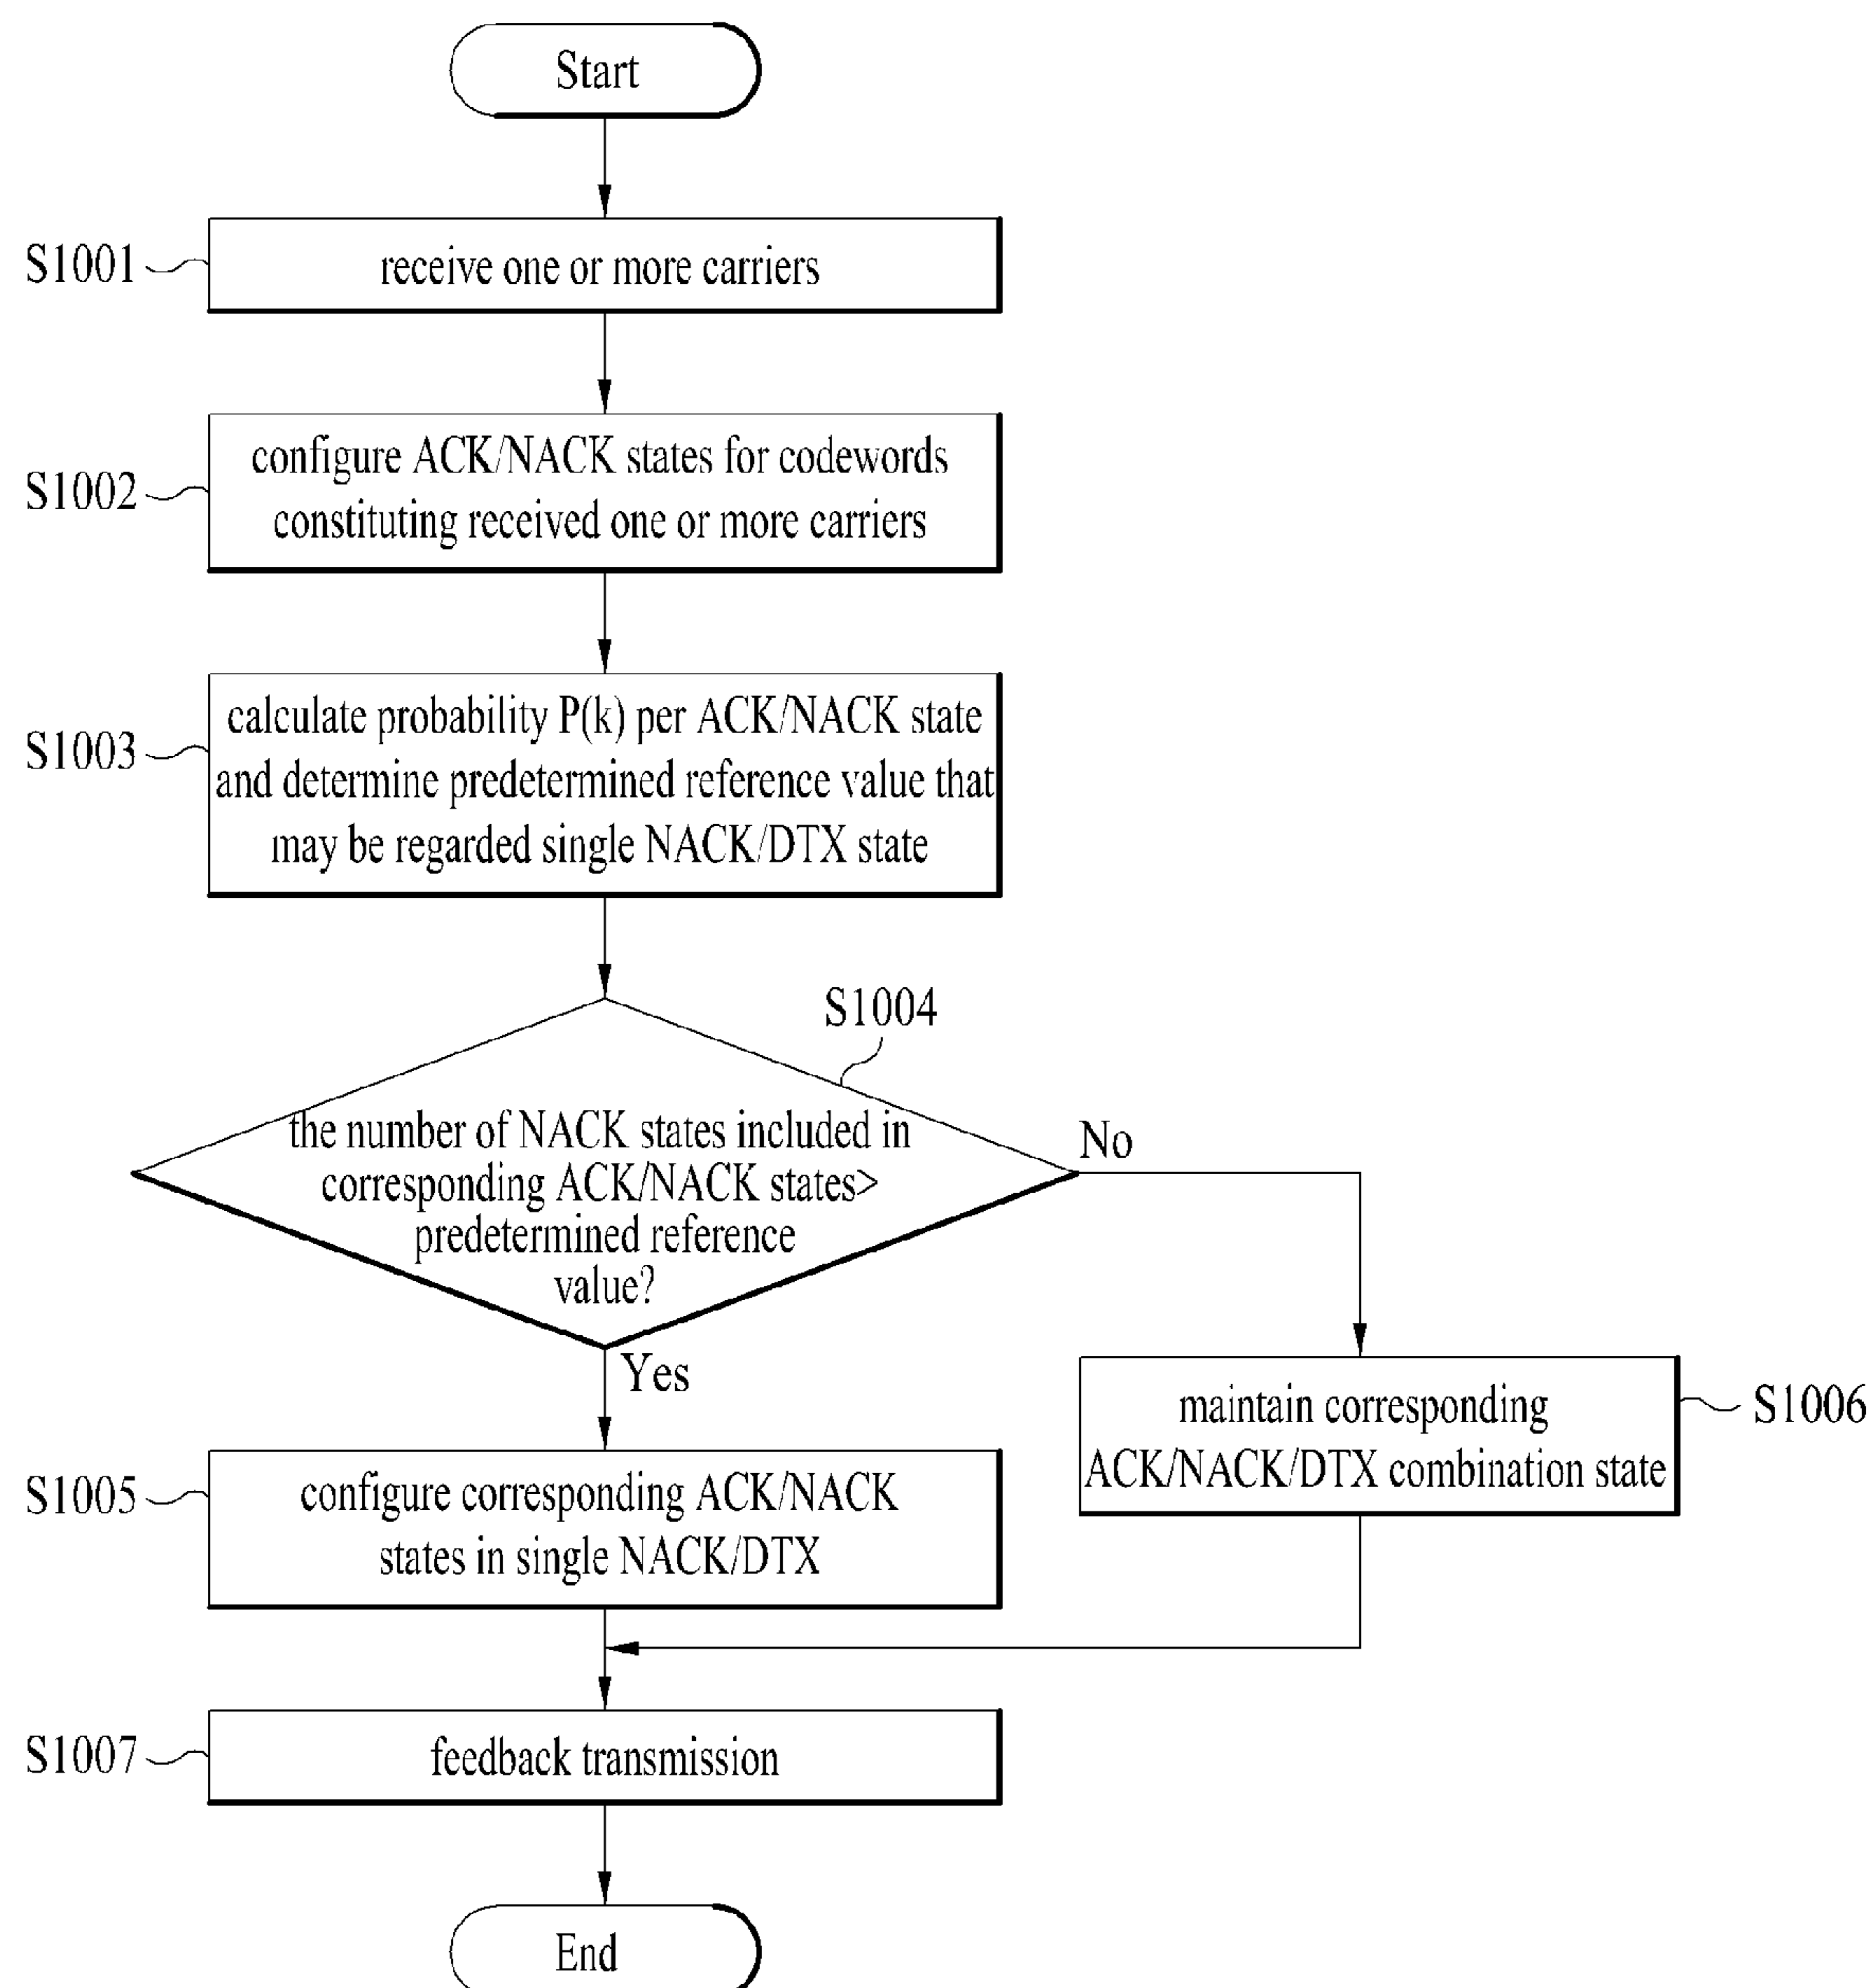 Start
S1001
receive one or more carriers
S1002
configure ACK/NACK states for codewords
constituting received one or more carriers
S1003
calculate probability P(k) per ACK/NACK state
and determine predetermined reference value that
may be regarded single NACK/DTX state
S1004
the number of NACK states included in
corresponding ACK/NACK states>
predetermined reference
value?
No
Yes
S1005
configure corresponding ACK/NACK
states in single NACK/DTX
maintain corresponding
ACK/NACK/DTX combination state
S1006
S1007
feedback transmission
End